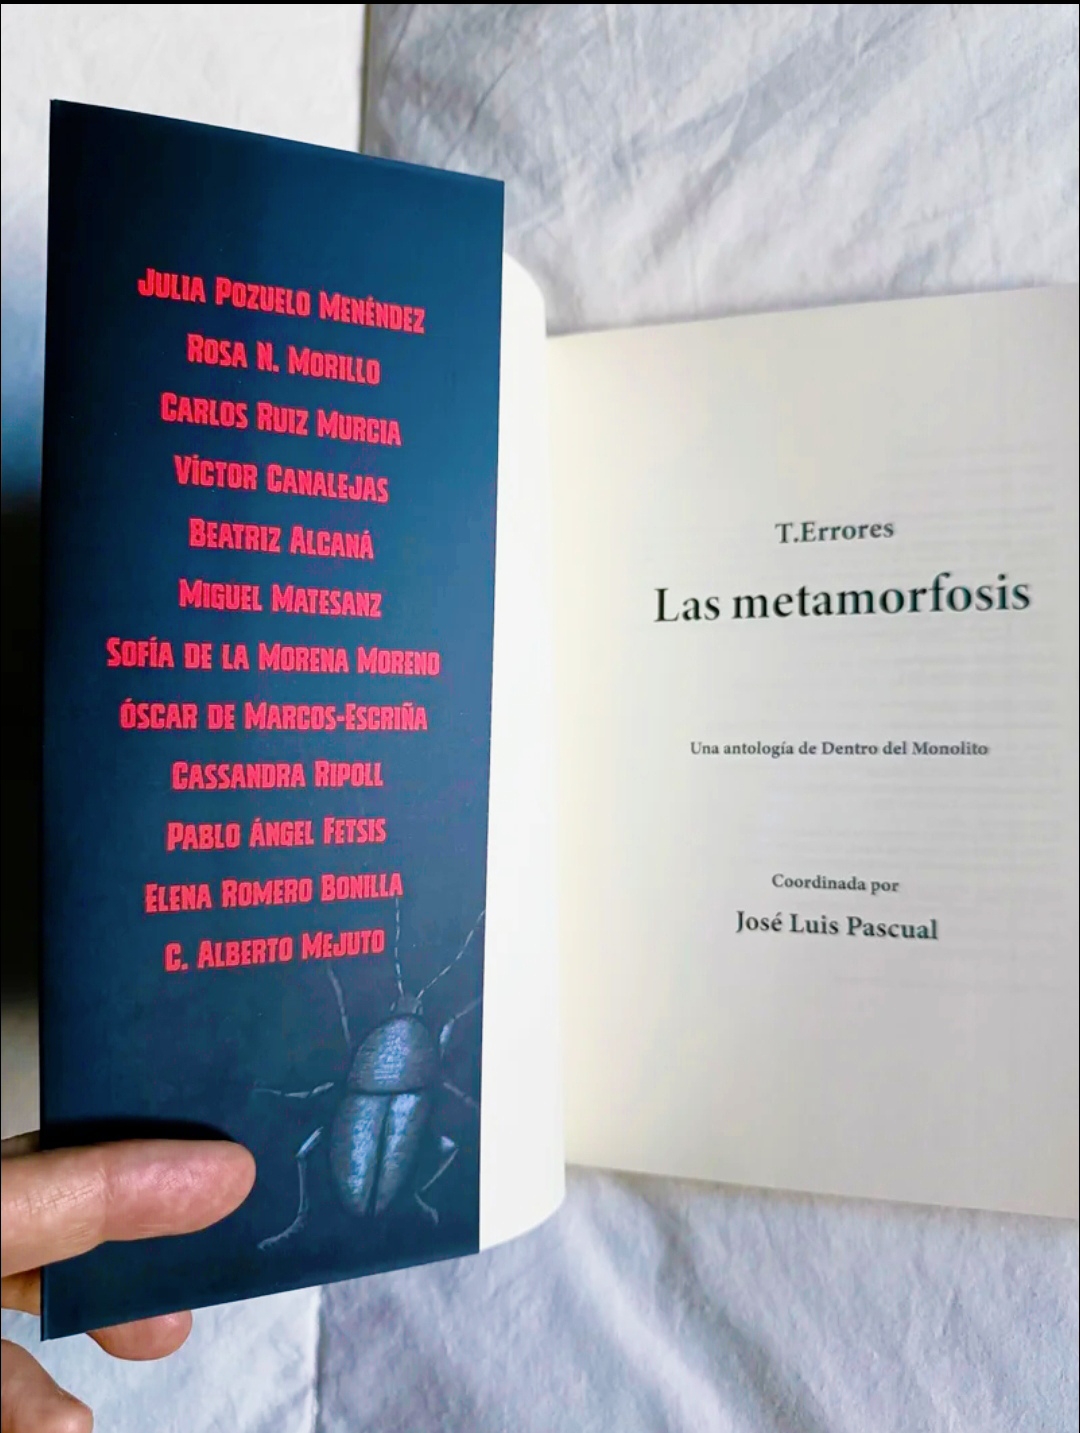 Julia Pozuelo Menéndez
Rosa N. Morillo
Carlos Ruiz Murcia
Víctor Canalejas
Beatriz Alcaná
Miguel Matesanz
Sofía de la Morena Moreno
Óscar de Marcos-Escriña
Cassandra Ripoll
Pablo Ángel Fetsis
Elena Romero Bonilla
C. Alberto Mejuto
T.Errores
Las metamorfosis
Una antología de Dentro del Monolito
Coordinada por
José Luis Pascual